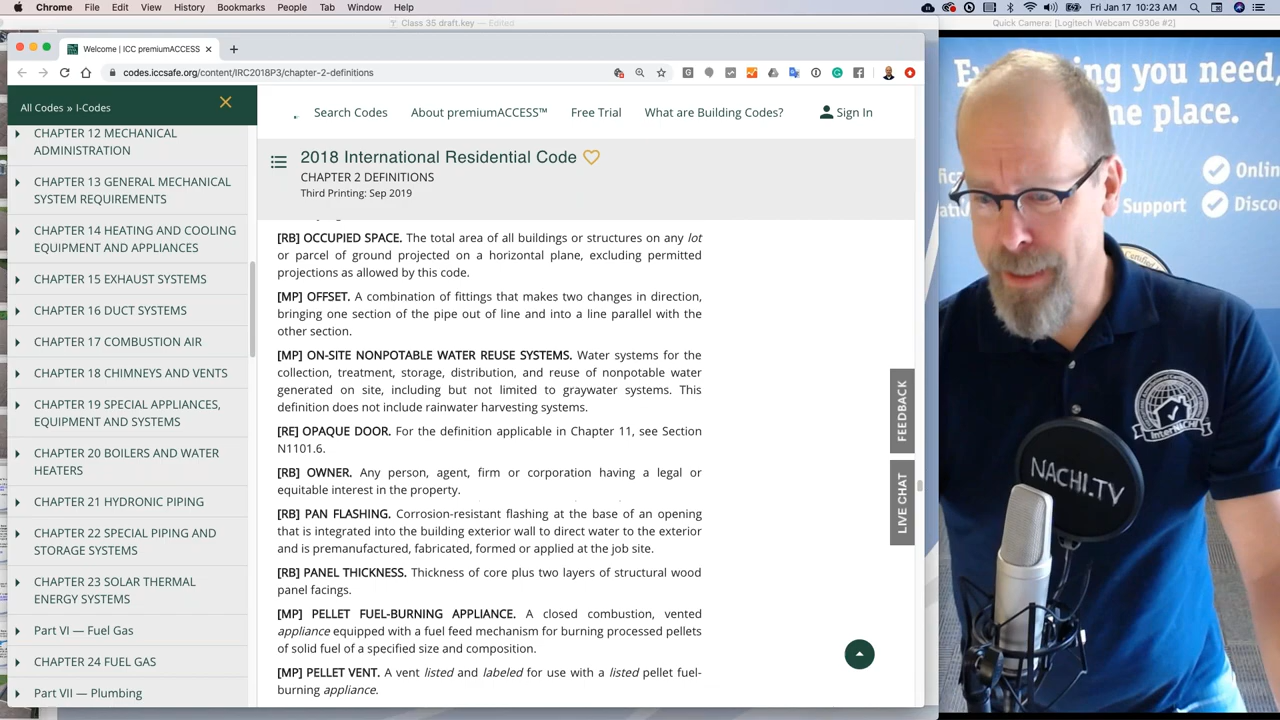 Chrome File Edit View History Bookmarks People Tab Window Help
Fri Jan 17 10:23 AM
Class 35 draft.key — Edited
Quick Camera: [Logitech Webcam C930e #2]
Welcome | ICC premiumACCESS
codes.iccsafe.org/content/IRC2018P3/chapter-2-definitions
All Codes » I-Codes
CHAPTER 12 MECHANICAL
ADMINISTRATION
CHAPTER 13 GENERAL MECHANICAL
SYSTEM REQUIREMENTS
CHAPTER 14 HEATING AND COOLING
EQUIPMENT AND APPLIANCES
CHAPTER 15 EXHAUST SYSTEMS
CHAPTER 16 DUCT SYSTEMS
CHAPTER 17 COMBUSTION AIR
CHAPTER 18 CHIMNEYS AND VENTS
CHAPTER 19 SPECIAL APPLIANCES,
EQUIPMENT AND SYSTEMS
CHAPTER 20 BOILERS AND WATER
HEATERS
CHAPTER 21 HYDRONIC PIPING
CHAPTER 22 SPECIAL PIPING AND
STORAGE SYSTEMS
CHAPTER 23 SOLAR THERMAL
ENERGY SYSTEMS
Part VI — Fuel Gas
CHAPTER 24 FUEL GAS
Part VII — Plumbing
Search Codes About premiumACCESS™ Free Trial What are Building Codes? Sign In
2018 International Residential Code
CHAPTER 2 DEFINITIONS
Third Printing: Sep 2019
[RB] OCCUPIED SPACE. The total area of all buildings or structures on any lot
or parcel of ground projected on a horizontal plane, excluding permitted
projections as allowed by this code.
[MP] OFFSET. A combination of fittings that makes two changes in direction,
bringing one section of the pipe out of line and into a line parallel with the
other section.
[MP] ON-SITE NONPOTABLE WATER REUSE SYSTEMS. Water systems for the
collection, treatment, storage, distribution, and reuse of nonpotable water
generated on site, including but not limited to graywater systems. This
definition does not include rainwater harvesting systems.
[RE] OPAQUE DOOR. For the definition applicable in Chapter 11, see Section
N1101.6.
[RB] OWNER. Any person, agent, firm or corporation having a legal or
equitable interest in the property.
[RB] PAN FLASHING. Corrosion-resistant flashing at the base of an opening
that is integrated into the building exterior wall to direct water to the exterior
and is premanufactured, fabricated, formed or applied at the job site.
[RB] PANEL THICKNESS. Thickness of core plus two layers of structural wood
panel facings.
[MP] PELLET FUEL-BURNING APPLIANCE. A closed combustion, vented
appliance equipped with a fuel feed mechanism for burning processed pellets
of solid fuel of a specified size and composition.
[MP] PELLET VENT. A vent listed and labeled for use with a listed pellet fuel-
burning appliance.
FEEDBACK
LIVE CHAT
you need,
place.
Onlin
Support
Disco
InterNACHI
NACHI.TV